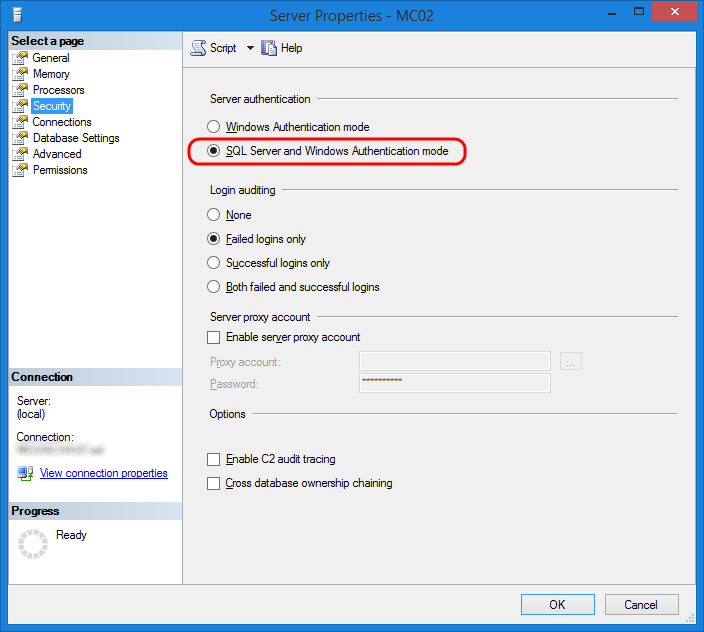 Server Properties - MC02
Select a page
General
Memory
Processors
Security
Connections
Database Settings
Advanced
Permissions
Script
Help
Server authentication
Windows Authentication mode
SQL Server and Windows Authentication mode
Login auditing
None
Failed logins only
Successful logins only
Both failed and successful logins
Server proxy account
Enable server proxy account
Proxy account:
...
Password:
**********
Options
Enable C2 audit tracing
Cross database ownership chaining
Connection
Server:
(local)
Connection:
View connection properties
Progress
Ready
OK
Cancel